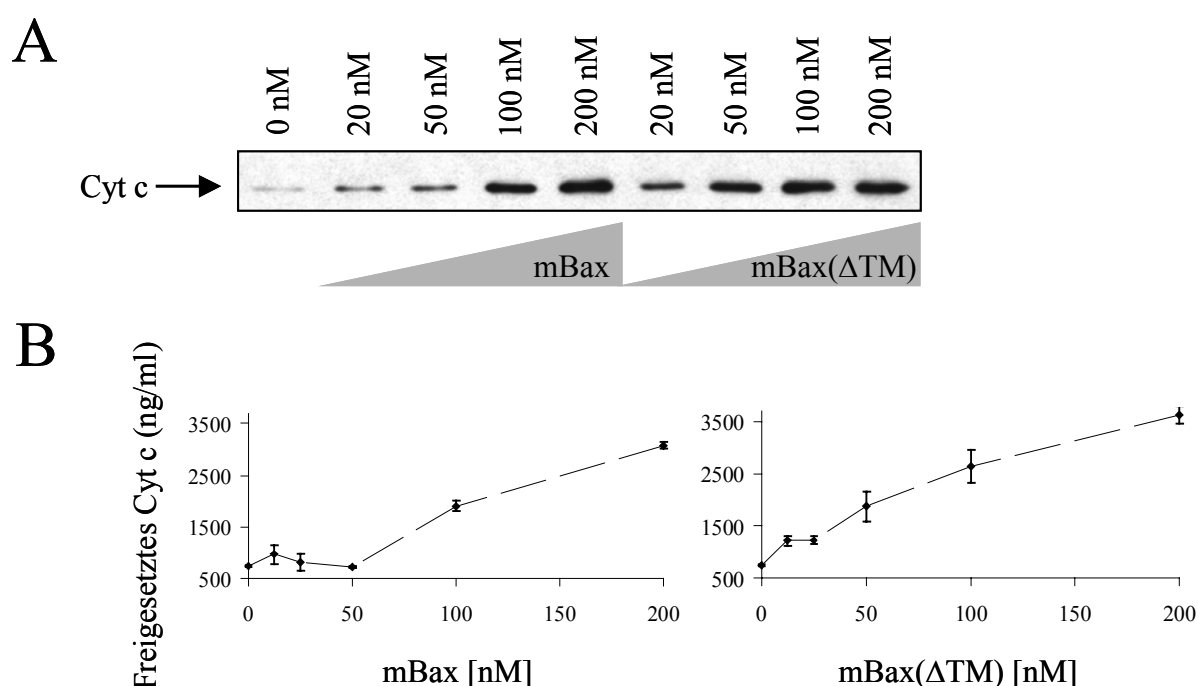 A
0 nM 20 nM 50 nM 100 nM 200 nM 20 nM 50 nM 100 nM 200 nM
Cyt c
mBax mBax(ΔTM)
B
Freigesetztes Cyt c (ng/ml)
3500
2500
1500
500
0 50 100 150 200
mBax [nM]
3500
2500
1500
500
0 50 100 150 200
mBax(ΔTM) [nM]